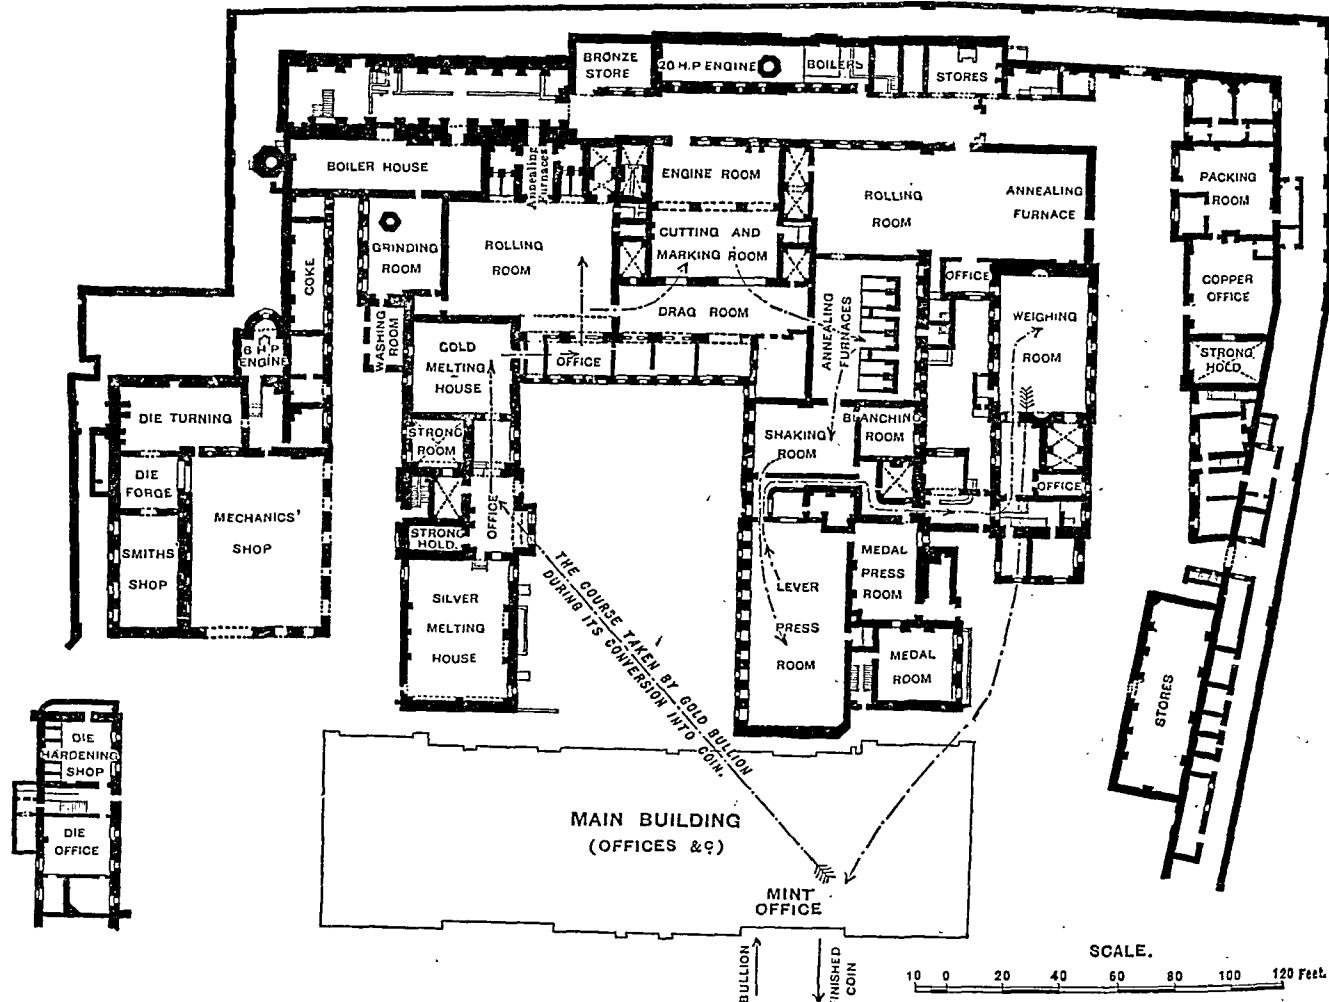 BRONZE
STORE
20 H.P ENGINE
BOILERS
STORES
BOILER HOUSE
Annealing
Furnaces
ENGINE ROOM
ROLLING
ROOM
ANNEALING
FURNACE
PACKING
ROOM
GRINDING
ROOM
ROLLING
ROOM
CUTTING AND
MARKING ROOM
COKE
OFFICE
COPPER
OFFICE
DRAG ROOM
WASHING
ROOM
ANNEALING
FURNACES
WEIGHING
ROOM
6 H.P
ENGINE
GOLD
MELTING
HOUSE
OFFICE
STRONG
HOLD
DIE TURNING
STRONG
ROOM
SHAKING
ROOM
BLANCHING
ROOM
DIE
FORGE
OFFICE
OFFICE
MECHANICS'
SHOP
STRONG
HOLD.
SMITHS
SHOP
MEDAL
PRESS
ROOM
LEVER
PRESS
ROOM
SILVER
MELTING
HOUSE
THE COURSE TAKEN BY GOLD BULLION
DURING ITS CONVERSION INTO COIN.
MEDAL
ROOM
STORES
DIE
HARDENING
SHOP
DIE
OFFICE
MAIN BUILDING
(OFFICES &c)
MINT
OFFICE
BULLION
FINISHED
COIN
SCALE.
10 0 20 40 60 80 100 120 Feet.